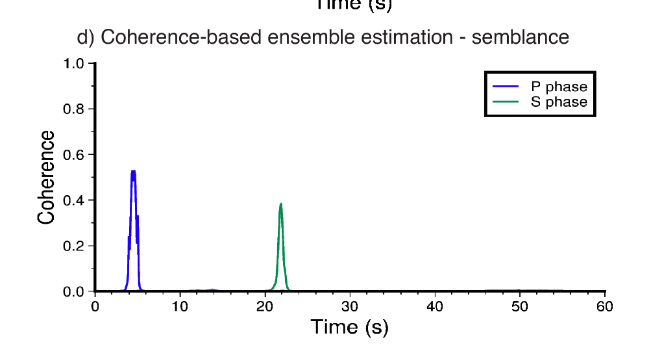 Time (s)
d) Coherence-based ensemble estimation - semblance
1.0
P phase
S phase
0.8
0.6
Coherence
0.4
0.2
0.0
0 10 20 30 40 50 60
Time (s)